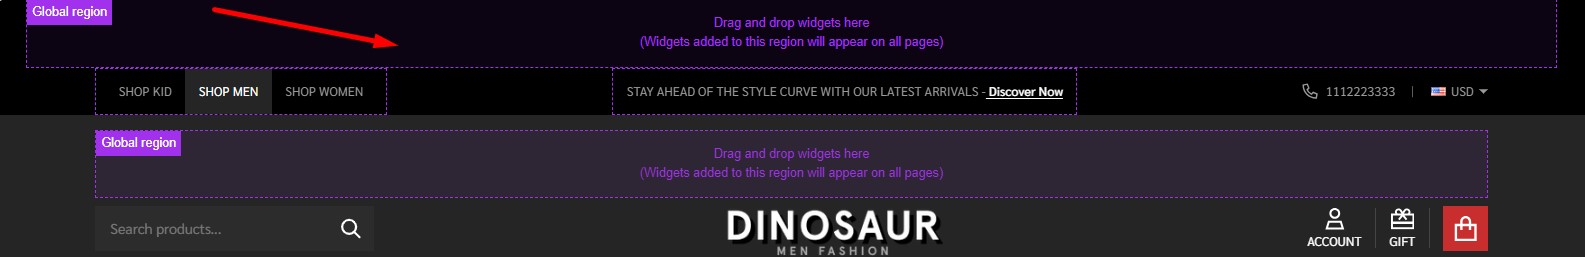 Global region
Drag and drop widgets here
(Widgets added to this region will appear on all pages)
SHOP KID SHOP MEN SHOP WOMEN STAY AHEAD OF THE STYLE CURVE WITH OUR LATEST ARRIVALS - Discover Now 1112223333 | USD
Global region
Drag and drop widgets here
(Widgets added to this region will appear on all pages)
Search products...
DINOSAUR
MEN FASHION
ACCOUNT GIFT